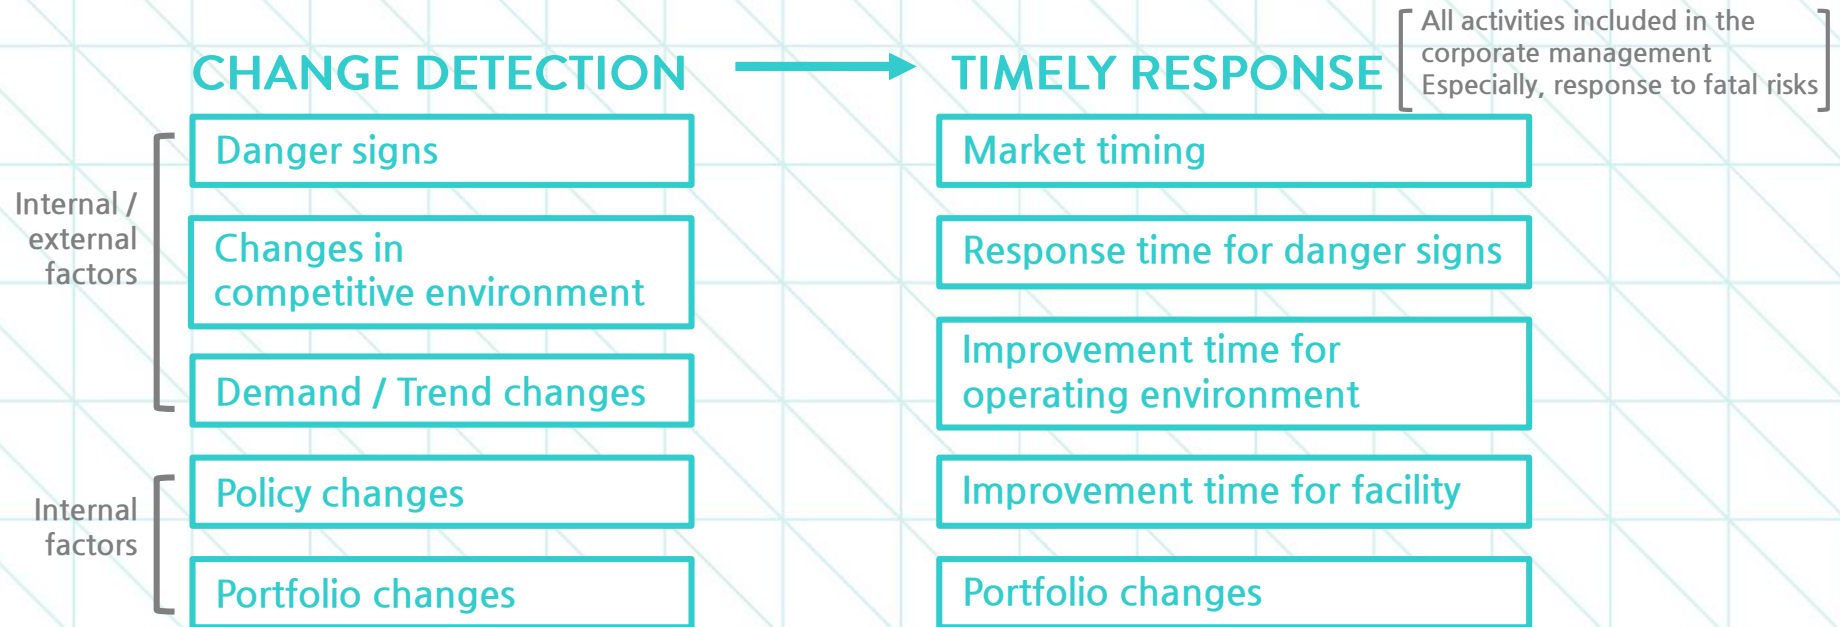 CHANGE DETECTION
Internal /
external
factors
Danger signs
Changes in
competitive environment
Demand / Trend changes
Internal
factors
Policy changes
Portfolio changes
TIMELY RESPONSE
All activities included in the
corporate management
Especially, response to fatal risks
Market timing
Response time for danger signs
Improvement time for
operating environment
Improvement time for facility
Portfolio changes